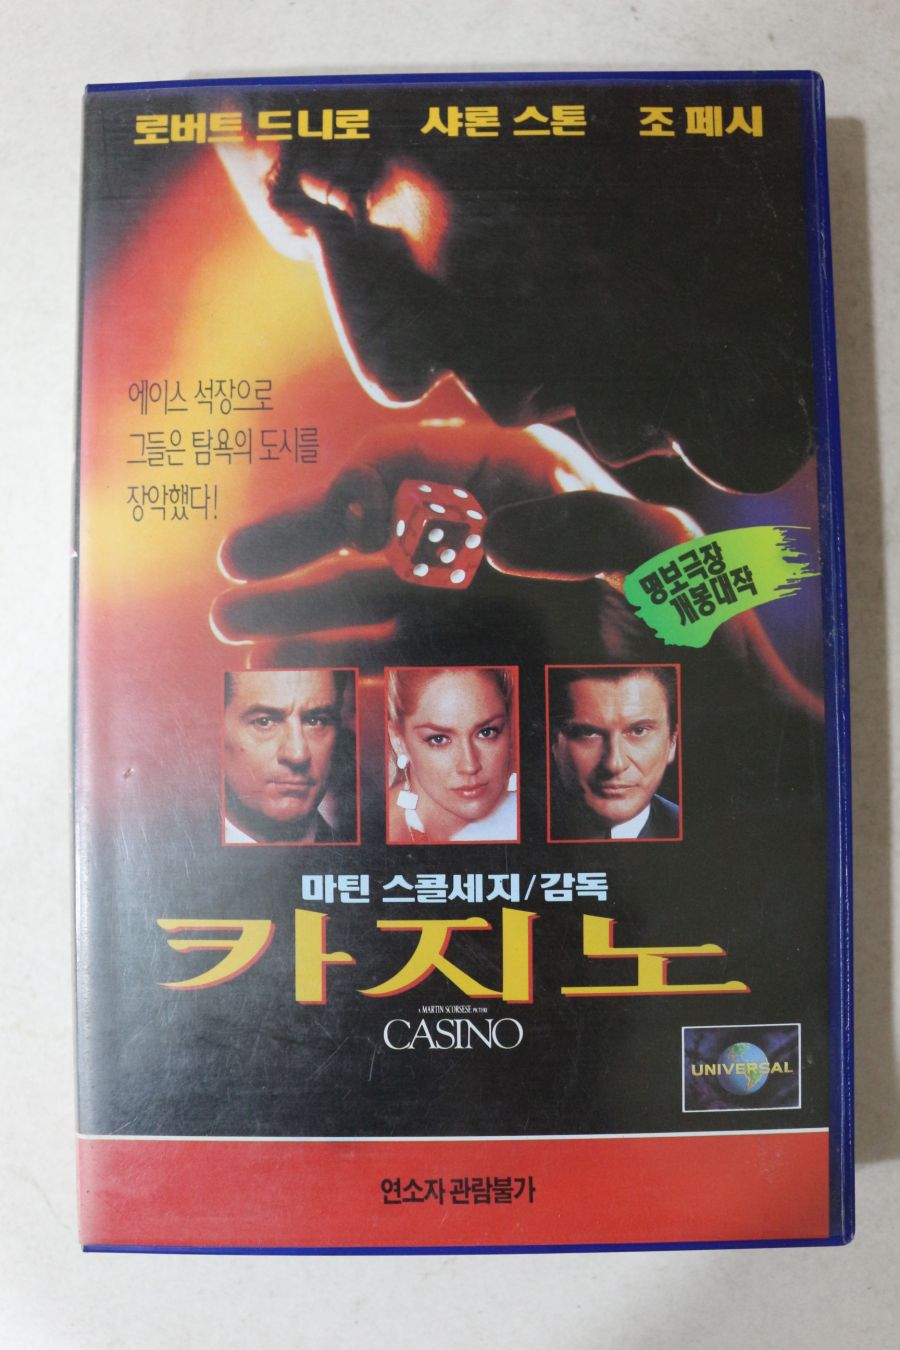 로버트 드니로 샤론 스톤 조 페시
에이스 석장으로
그들은 탐욕의 도시를
장악했다!
명보극장
개봉대작
마틴 스콜세지/감독
카지노
A MARTIN SCORSESE PICTURE
CASINO
UNIVERSAL
연소자 관람불가